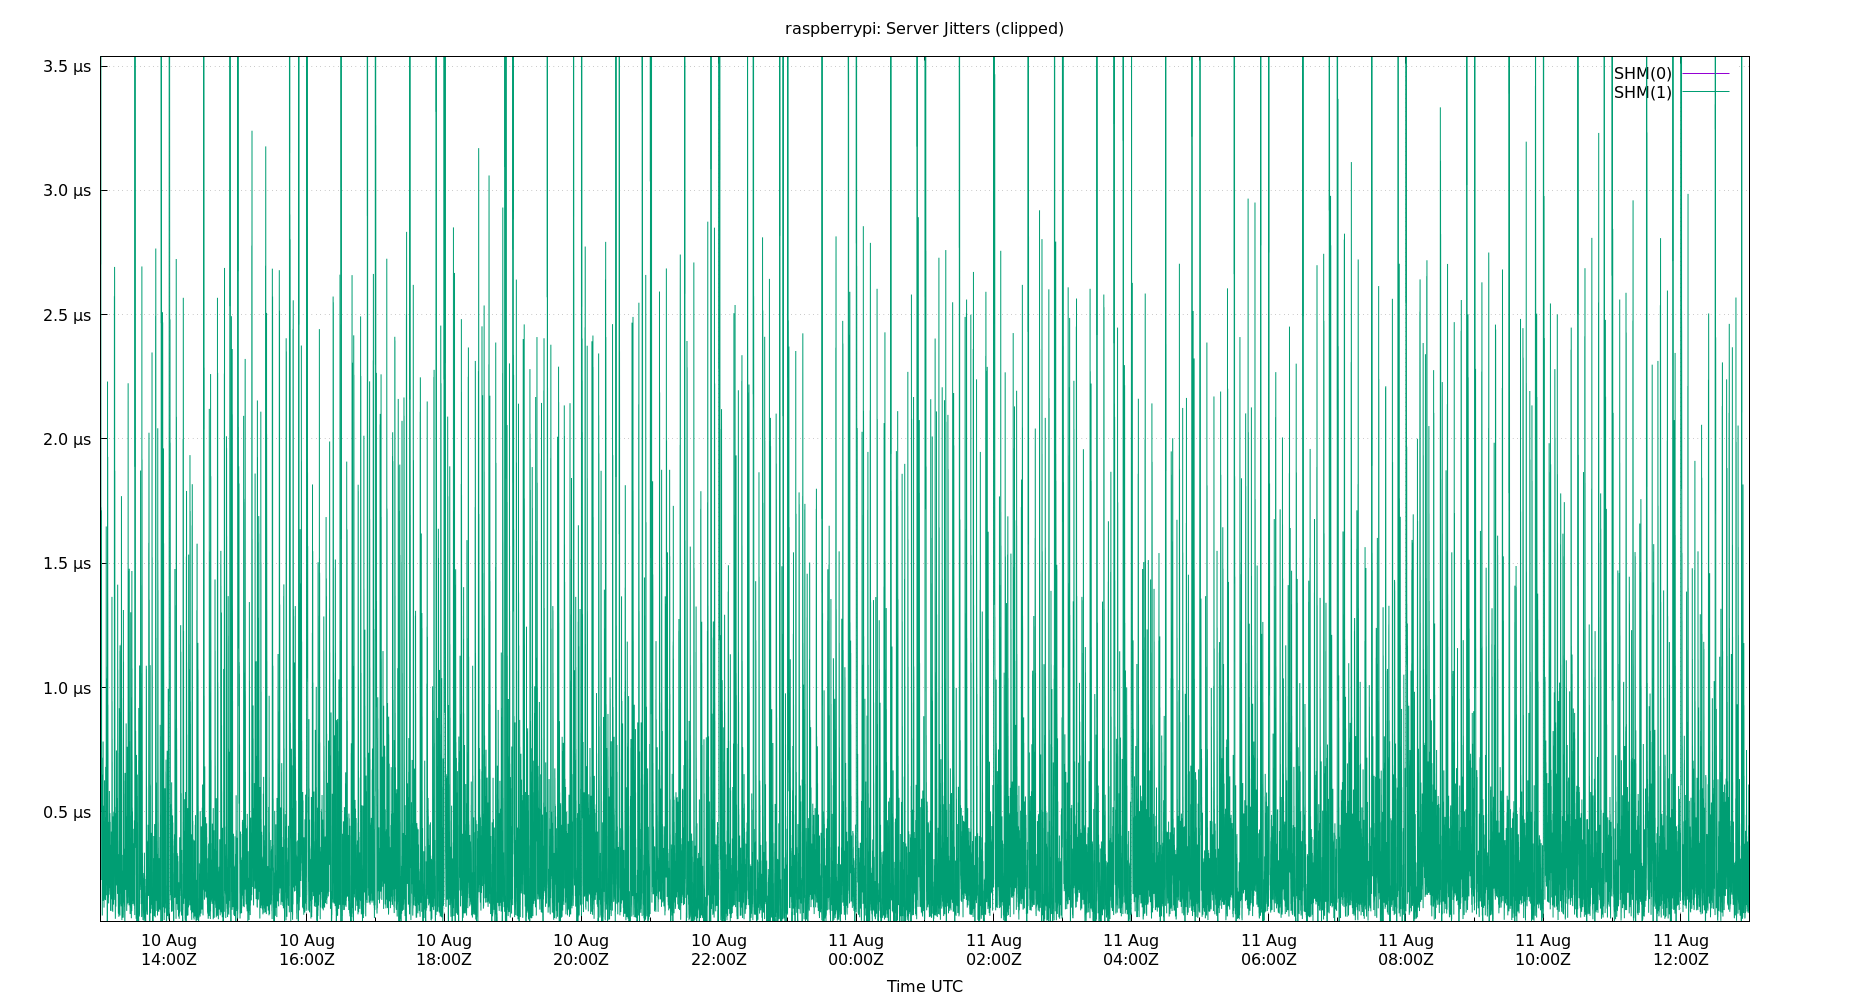 raspberrypi: Server Jitters (clipped)
SHM(0)
SHM(1)
3.5 µs
3.0 µs
2.5 µs
2.0 µs
1.5 µs
1.0 µs
0.5 µs
10 Aug 10 Aug 10 Aug 10 Aug 10 Aug 11 Aug 11 Aug 11 Aug 11 Aug 11 Aug 11 Aug 11 Aug
14:00Z 16:00Z 18:00Z 20:00Z 22:00Z 00:00Z 02:00Z 04:00Z 06:00Z 08:00Z 10:00Z 12:00Z
Time UTC